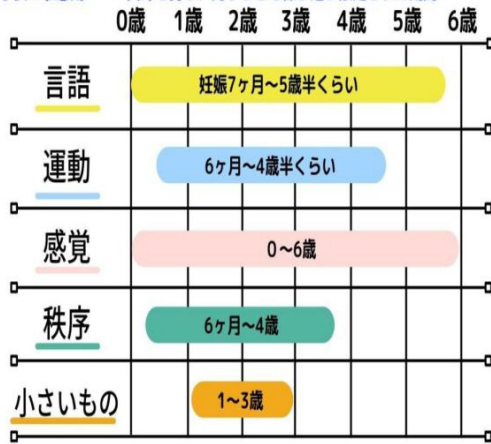 0歳 1歳 2歳 3歳 4歳 5歳 6歳
言語 妊娠7ヶ月〜5歳半くらい
運動 6ヶ月〜4歳半くらい
感覚 0〜6歳
秩序 6ヶ月〜4歳
小さいもの 1〜3歳